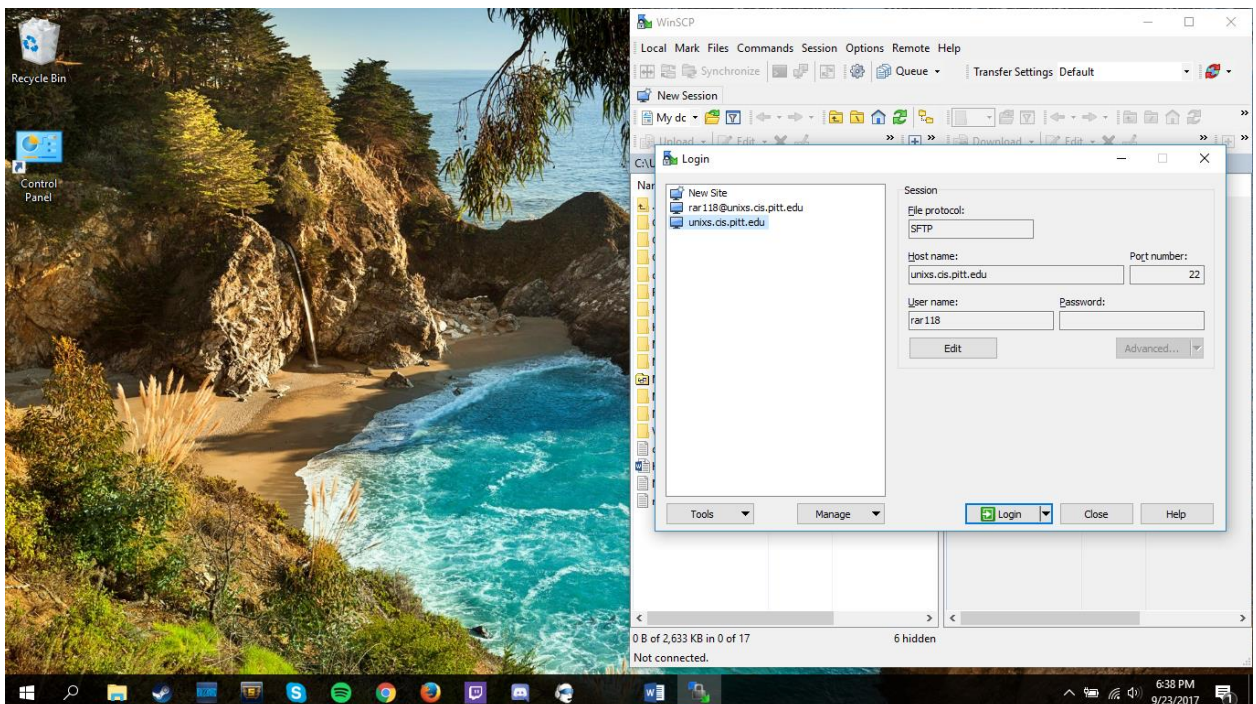 Recycle Bin
Control
Panel
WinSCP
Local Mark Files Commands Session Options Remote Help
Synchronize Queue Transfer Settings Default
New Session
My dc
Upload Edit Download Edit
C:\
Login
New Site
rar118@unixs.cis.pitt.edu
unixs.cis.pitt.edu
Session
File protocol:
SFTP
Host name: Port number:
unixs.cis.pitt.edu 22
User name: Password:
rar118
Edit Advanced...
Tools Manage Login Close Help
0 B of 2,633 KB in 0 of 17 6 hidden
Not connected.
6:38 PM
9/23/2017